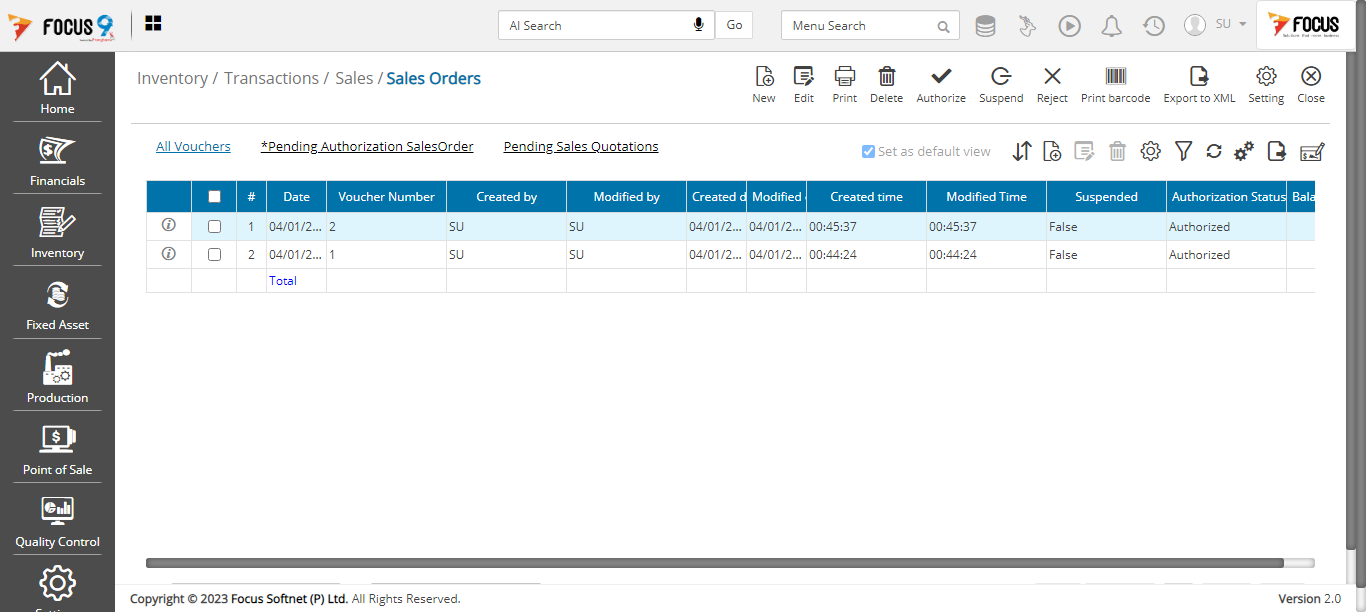 FOCUS 9
AI Search
Go
Menu Search
SU
FOCUS
Home
Financials
Inventory
Fixed Asset
Production
Point of Sale
Quality Control
Inventory / Transactions / Sales / Sales Orders
New
Edit
Print
Delete
Authorize
Suspend
Reject
Print barcode
Export to XML
Setting
Close
All Vouchers
*Pending Authorization SalesOrder
Pending Sales Quotations
Set as default view
# Date Voucher Number Created by Modified by Created d Modified Created time Modified Time Suspended Authorization Status Bala
1 04/01/2... 2 SU SU 04/01/2... 04/01/2... 00:45:37 00:45:37 False Authorized
2 04/01/2... 1 SU SU 04/01/2... 04/01/2... 00:44:24 00:44:24 False Authorized
Total
Copyright © 2023 Focus Softnet (P) Ltd. All Rights Reserved.
Version 2.0